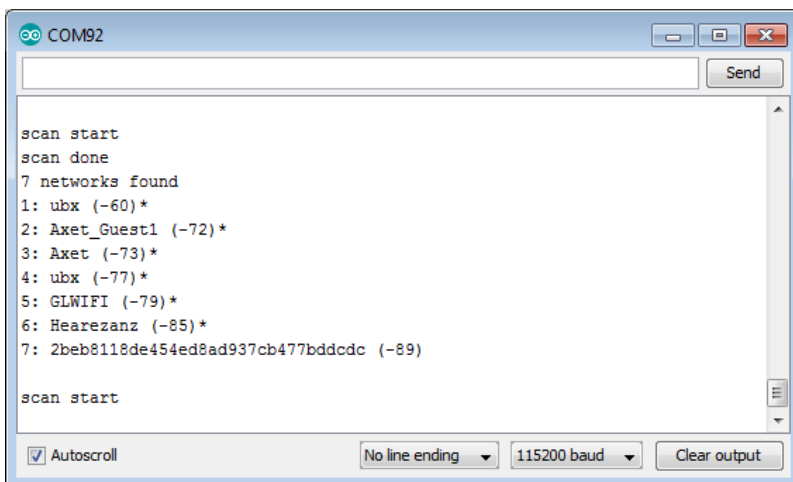 COM92
Send
scan start
scan done
7 networks found
1: ubx (-60)*
2: Axet_Guest1 (-72)*
3: Axet (-73)*
4: ubx (-77)*
5: GLWIFI (-79)*
6: Hearezanz (-85)*
7: 2beb8118de454ed8ad937cb477bddcdc (-89)
scan start
Autoscroll No line ending 115200 baud Clear output